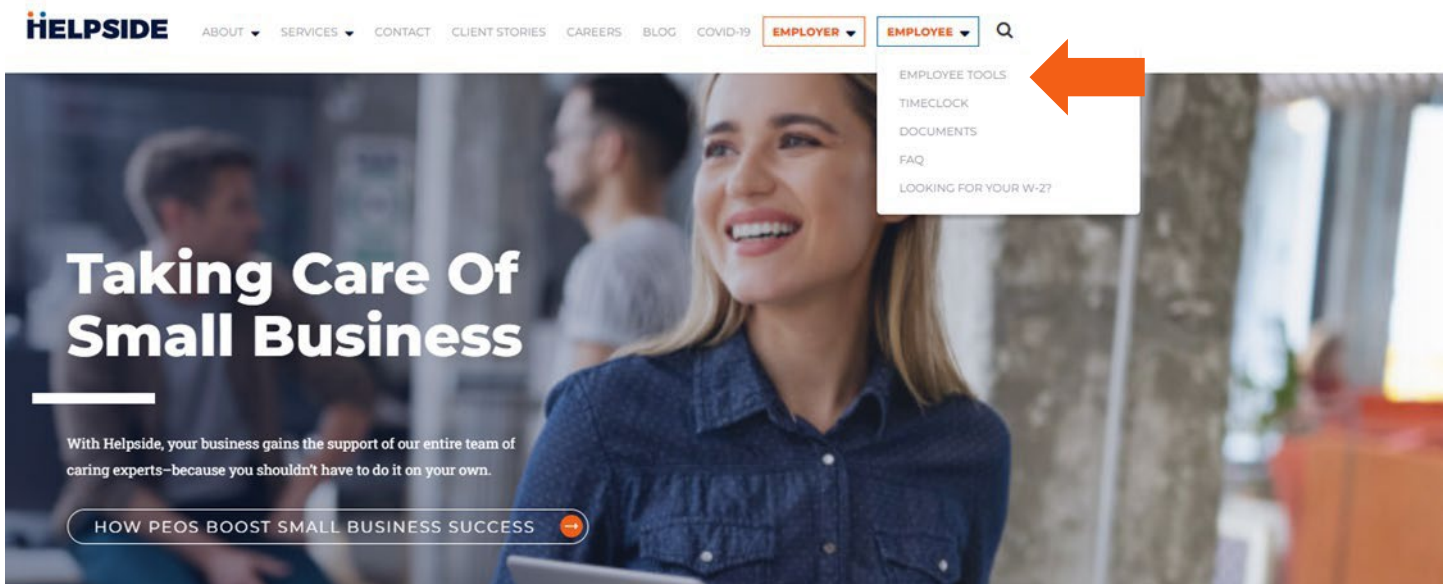 HELPSIDE
ABOUT SERVICES CONTACT CLIENT STORIES CAREERS BLOG COVID-19 EMPLOYER EMPLOYEE
EMPLOYEE TOOLS
TIMECLOCK
DOCUMENTS
FAQ
LOOKING FOR YOUR W-2?
Taking Care Of
Small Business
With Helpside, your business gains the support of our entire team of
caring experts—because you shouldn't have to do it on your own.
HOW PEOS BOOST SMALL BUSINESS SUCCESS